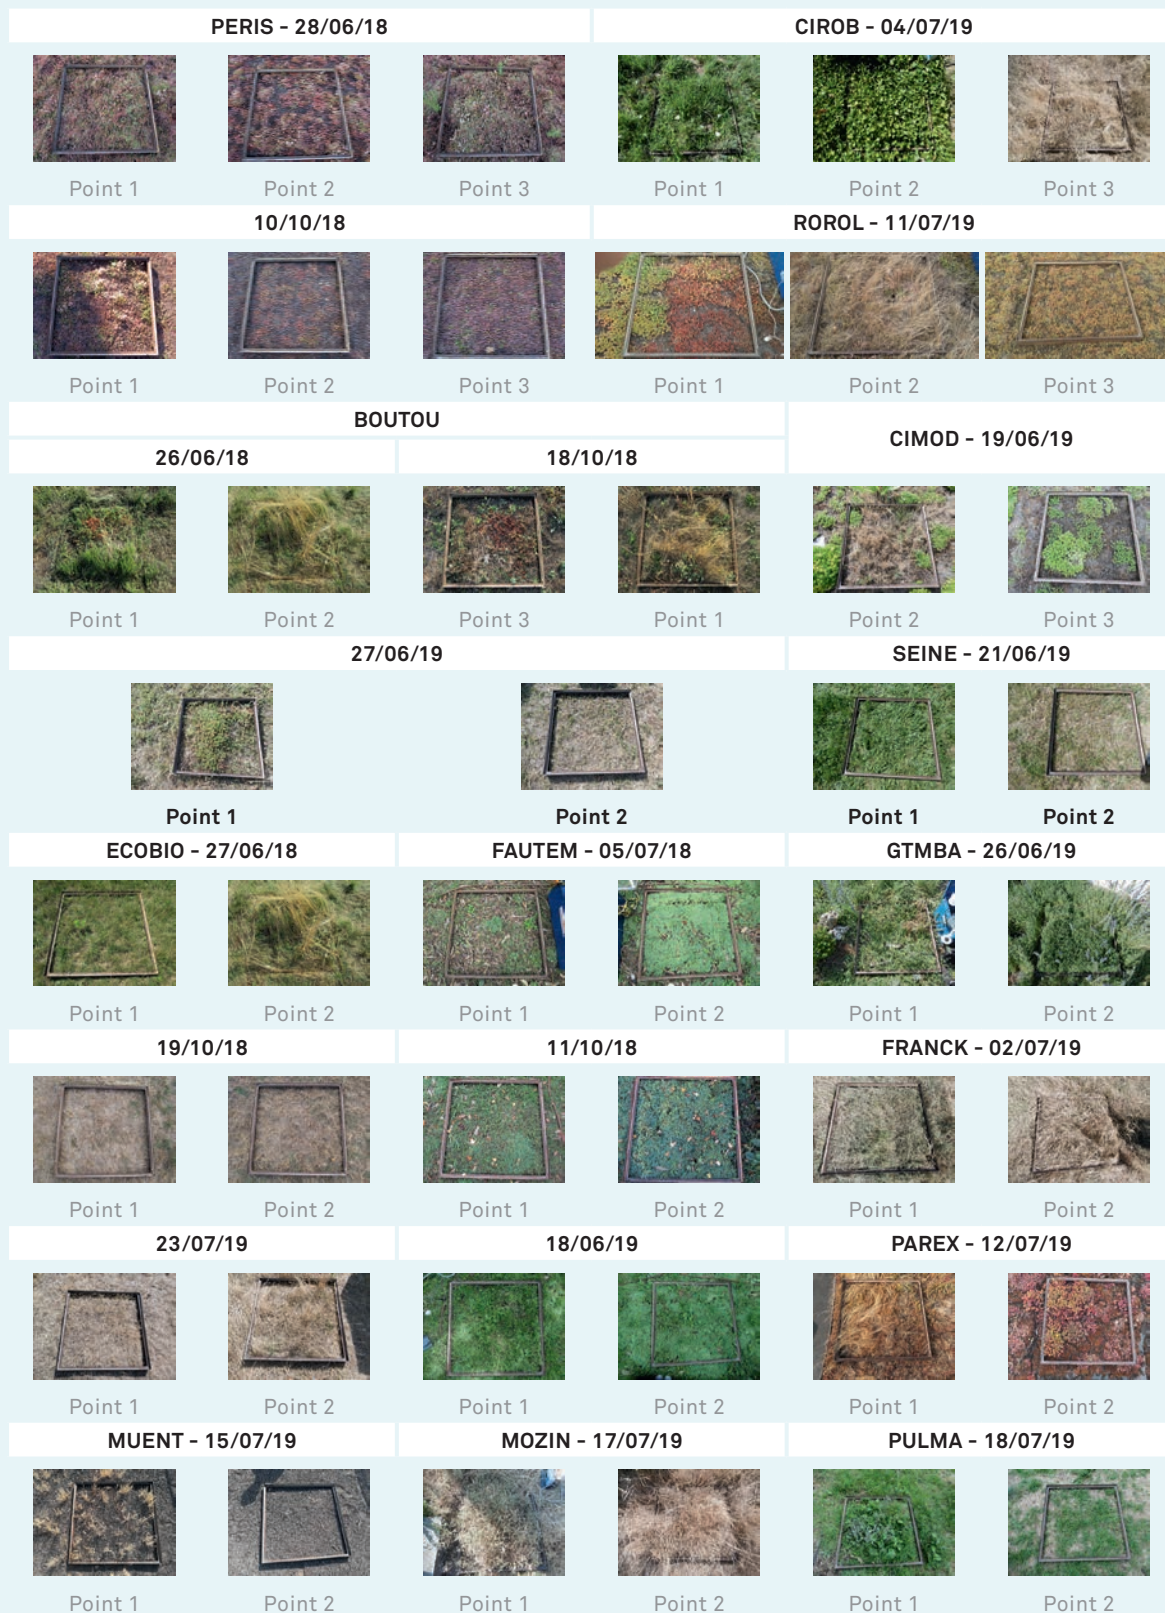 PERIS - 28/06/18
CIROB - 04/07/19
Point 1
Point 2
Point 3
Point 1
Point 2
Point 3
10/10/18
ROROL - 11/07/19
Point 1
Point 2
Point 3
Point 1
Point 2
Point 3
BOUTOU
CIMOD - 19/06/19
26/06/18
18/10/18
Point 1
Point 2
Point 3
Point 1
Point 2
Point 3
27/06/19
SEINE - 21/06/19
Point 1
Point 2
Point 1
Point 2
ECOBIO - 27/06/18
FAUTEM - 05/07/18
GTMBA - 26/06/19
Point 1
Point 2
Point 1
Point 2
Point 1
Point 2
19/10/18
11/10/18
FRANCK - 02/07/19
Point 1
Point 2
Point 1
Point 2
Point 1
Point 2
23/07/19
18/06/19
PAREX - 12/07/19
Point 1
Point 2
Point 1
Point 2
Point 1
Point 2
MUENT - 15/07/19
MOZIN - 17/07/19
PULMA - 18/07/19
Point 1
Point 2
Point 1
Point 2
Point 1
Point 2